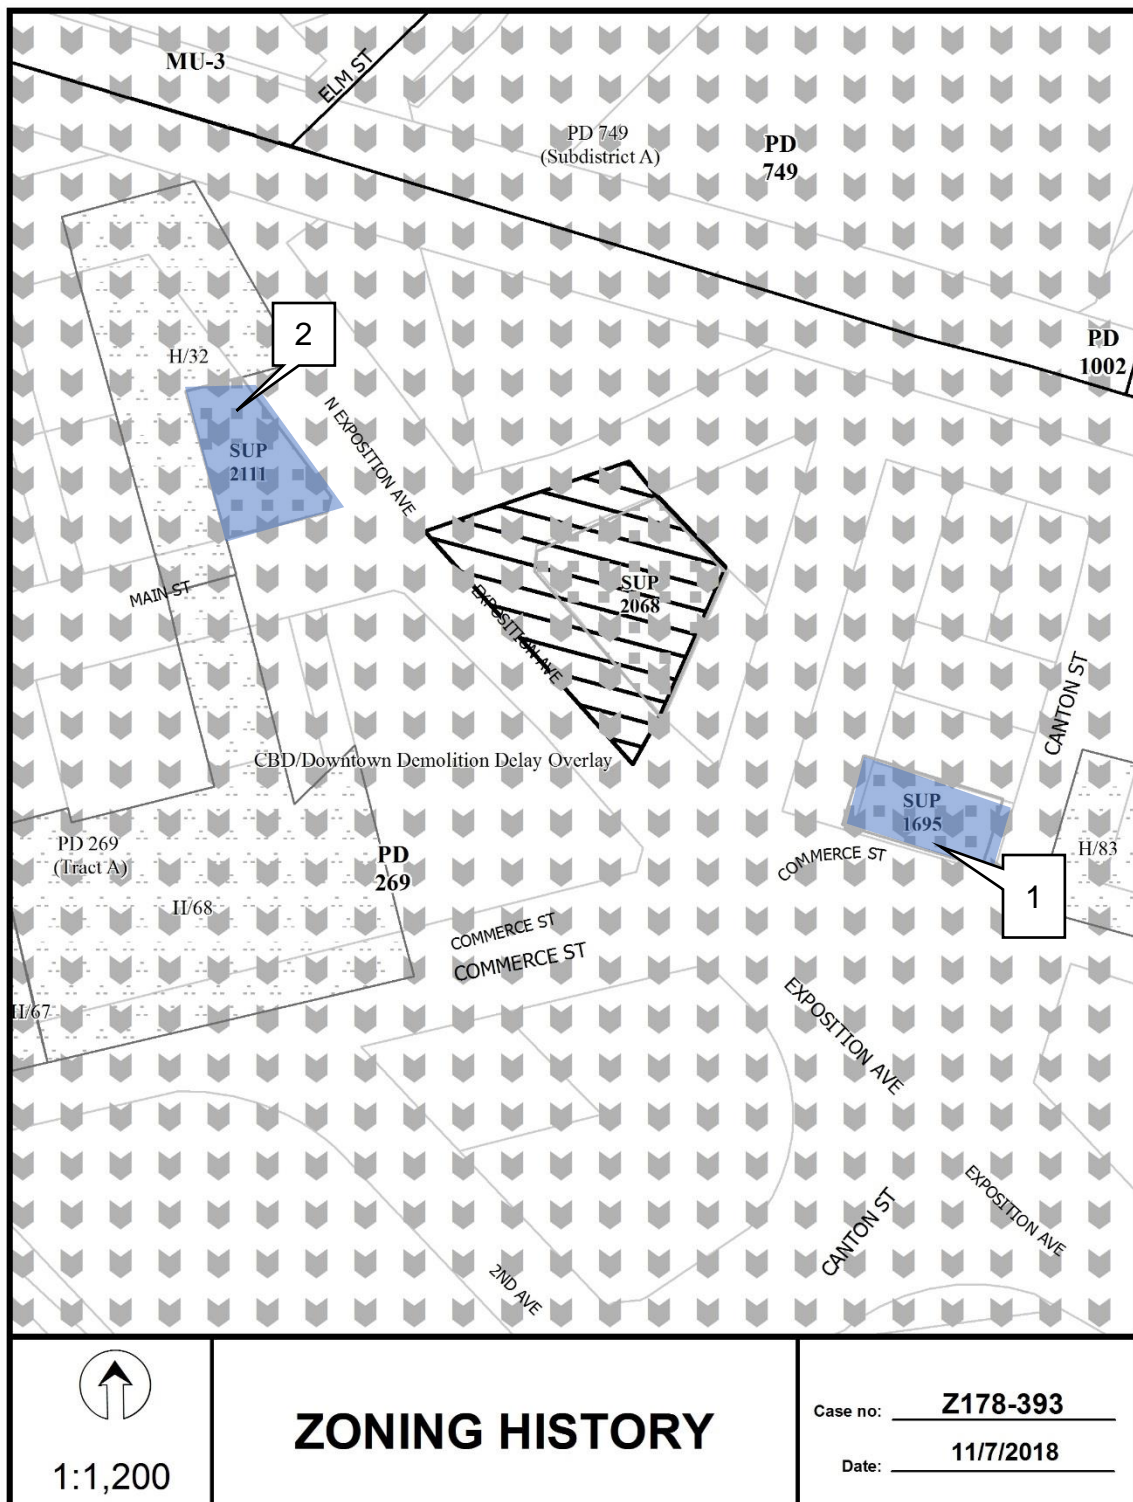 MU-3
ELM ST
PD 749
(Subdistrict A)
PD
749
PD
1002
2
H/32
SUP
2111
N EXPOSITION AVE
MAIN ST
SUP
2068
EXPOSITION AVE
CANTON ST
CBD/Downtown Demolition Delay Overlay
SUP
1695
PD 269
(Tract A)
PD
269
COMMERCE ST
H/83
1
H/68
COMMERCE ST
COMMERCE ST
H/67
EXPOSITION AVE
EXPOSITION AVE
CANTON ST
2ND AVE
1:1,200
ZONING HISTORY
Case no: Z178-393
Date: 11/7/2018